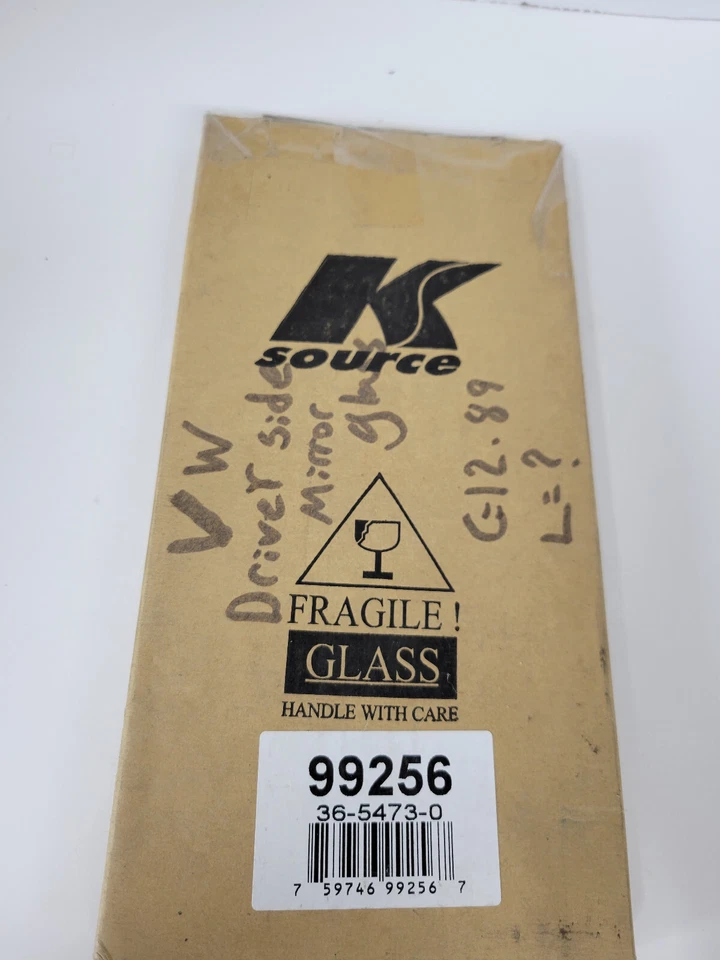 K
source
VW
Driver side
Mirror
glass
C=12.89
L=?
FRAGILE !
GLASS
HANDLE WITH CARE
99256
36-5473-0
7 59746 99256 7